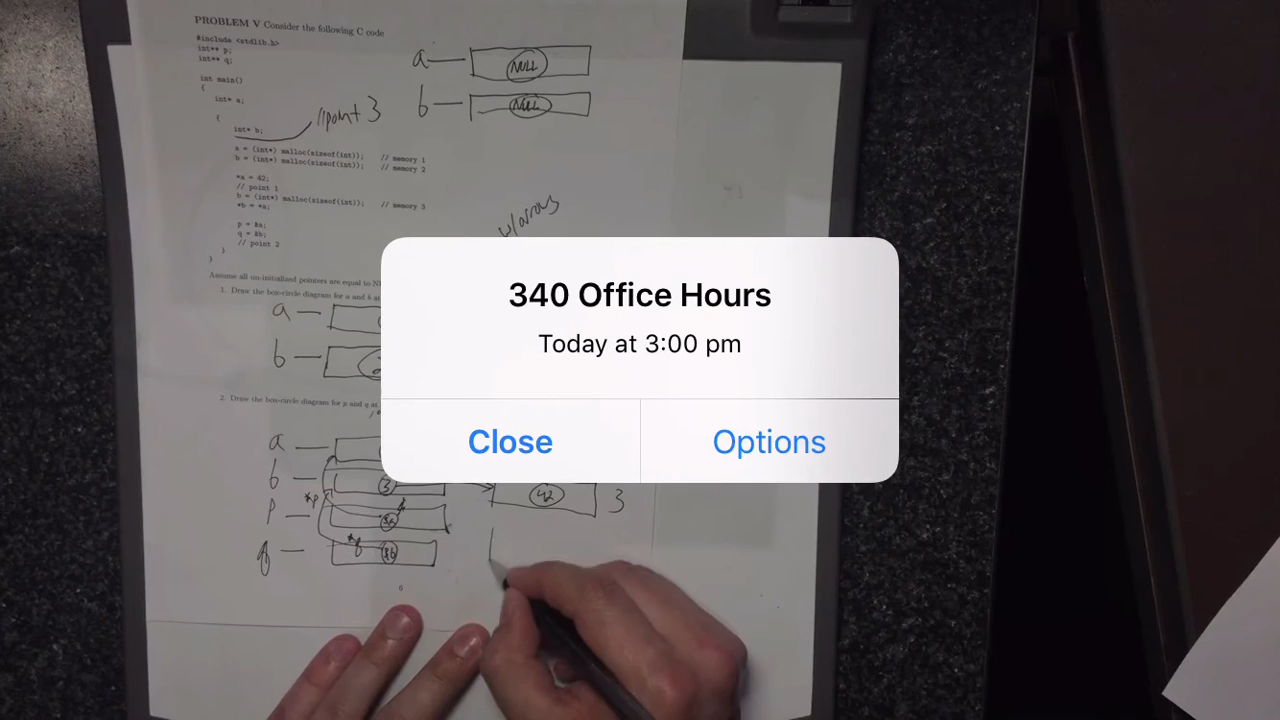 PROBLEM V Consider the following C code
#include <stdlib.h>
int** p;
int** q;
int main()
{
int* a;
{
int* b;
//point 3
a = (int*) malloc(sizeof(int)); // memory 1
b = (int*) malloc(sizeof(int)); // memory 2
*a = 42;
// point 1
b = (int*) malloc(sizeof(int)); // memory 3
*b = *a;
p = &a;
q = &b;
// point 2
}
}
a NULL
b NULL
w/arrows
Assume all un-initialized pointers are equal to
1. Draw the box-circle diagram for a and b
a
b
2. Draw the box-circle diagram for p and q
a
b 3
42 3
p *p &a
q *q &b
6
340 Office Hours
Today at 3:00 pm
Close Options